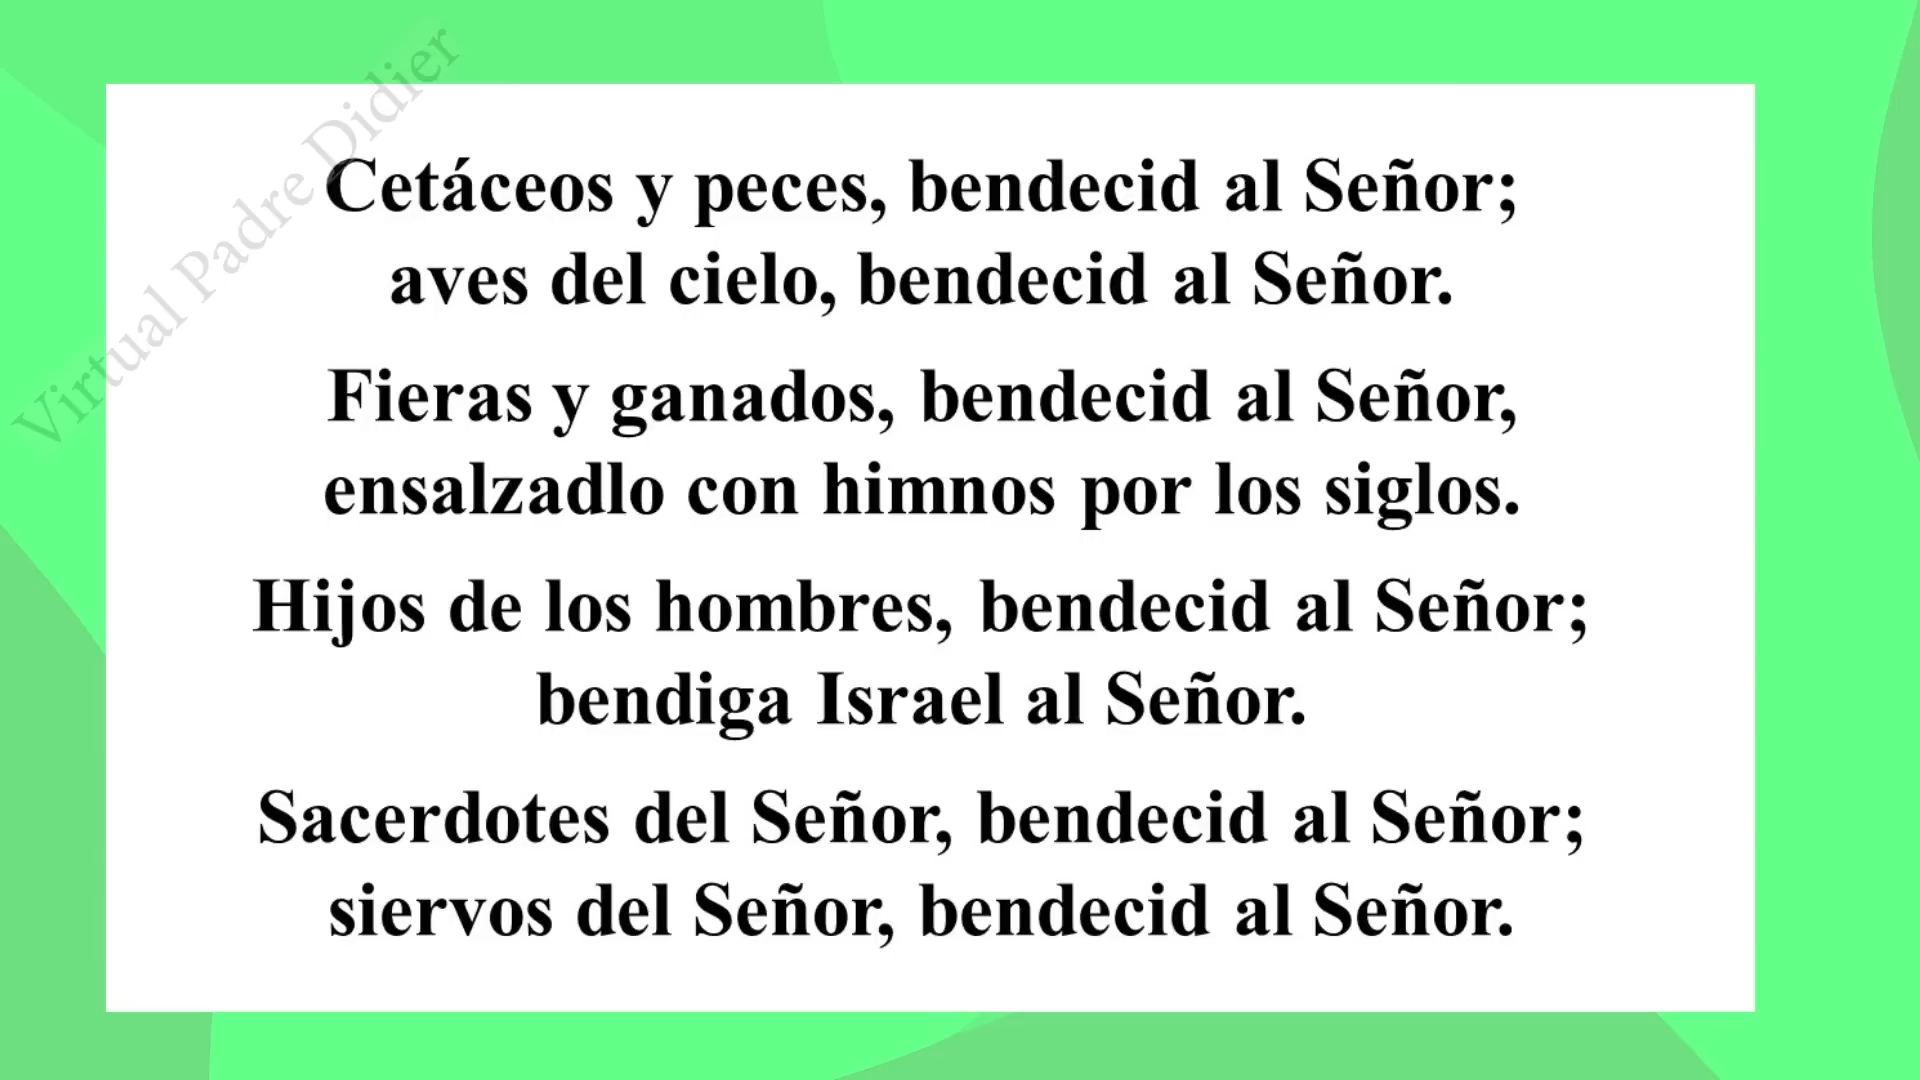 Virtual Padre Didier
Cetáceos y peces, bendecid al Señor;
aves del cielo, bendecid al Señor.
Fieras y ganados, bendecid al Señor,
ensalzadlo con himnos por los siglos.
Hijos de los hombres, bendecid al Señor;
bendiga Israel al Señor.
Sacerdotes del Señor, bendecid al Señor;
siervos del Señor, bendecid al Señor.